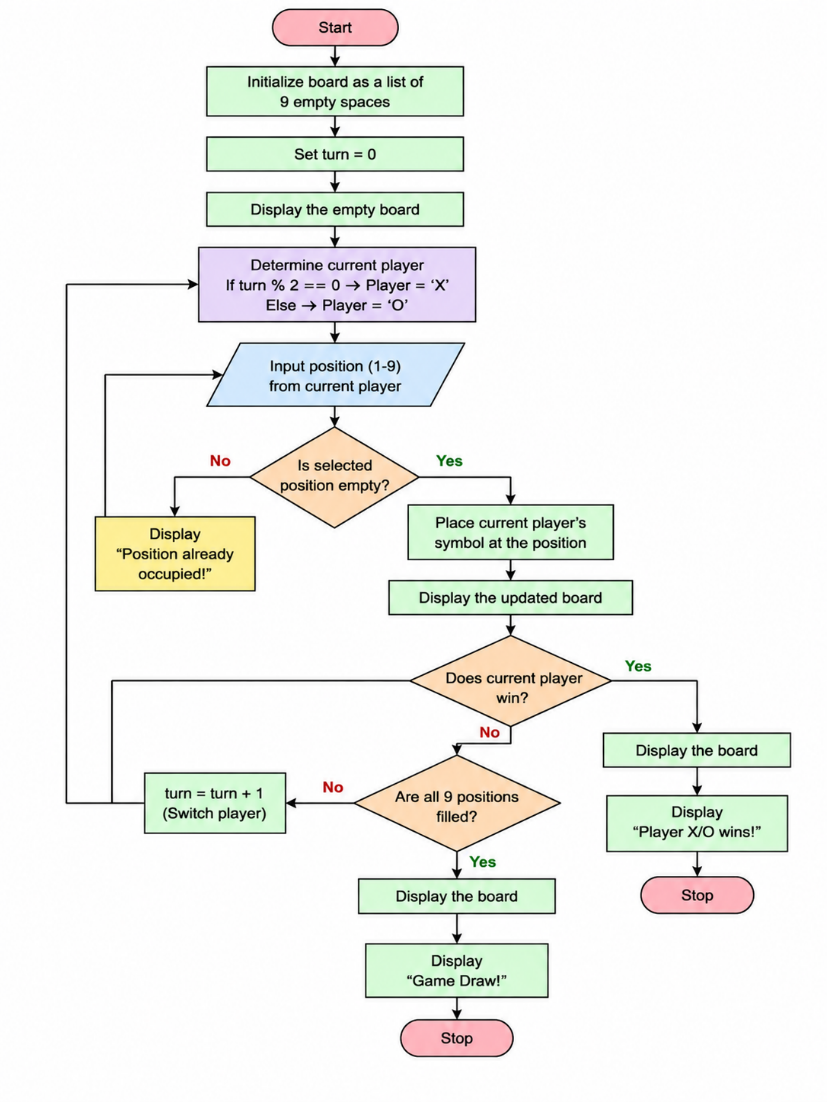 Start
Initialize board as a list of
9 empty spaces
Set turn = 0
Display the empty board
Determine current player
If turn % 2 == 0 → Player = ‘X’
Else → Player = ‘O’
Input position (1-9)
from current player
Is selected
position empty?
No
Yes
Display
“Position already
occupied!”
Place current player’s
symbol at the position
Display the updated board
Does current player
win?
Yes
No
Display the board
Display
“Player X/O wins!”
Stop
Are all 9 positions
filled?
No
turn = turn + 1
(Switch player)
Yes
Display the board
Display
“Game Draw!”
Stop